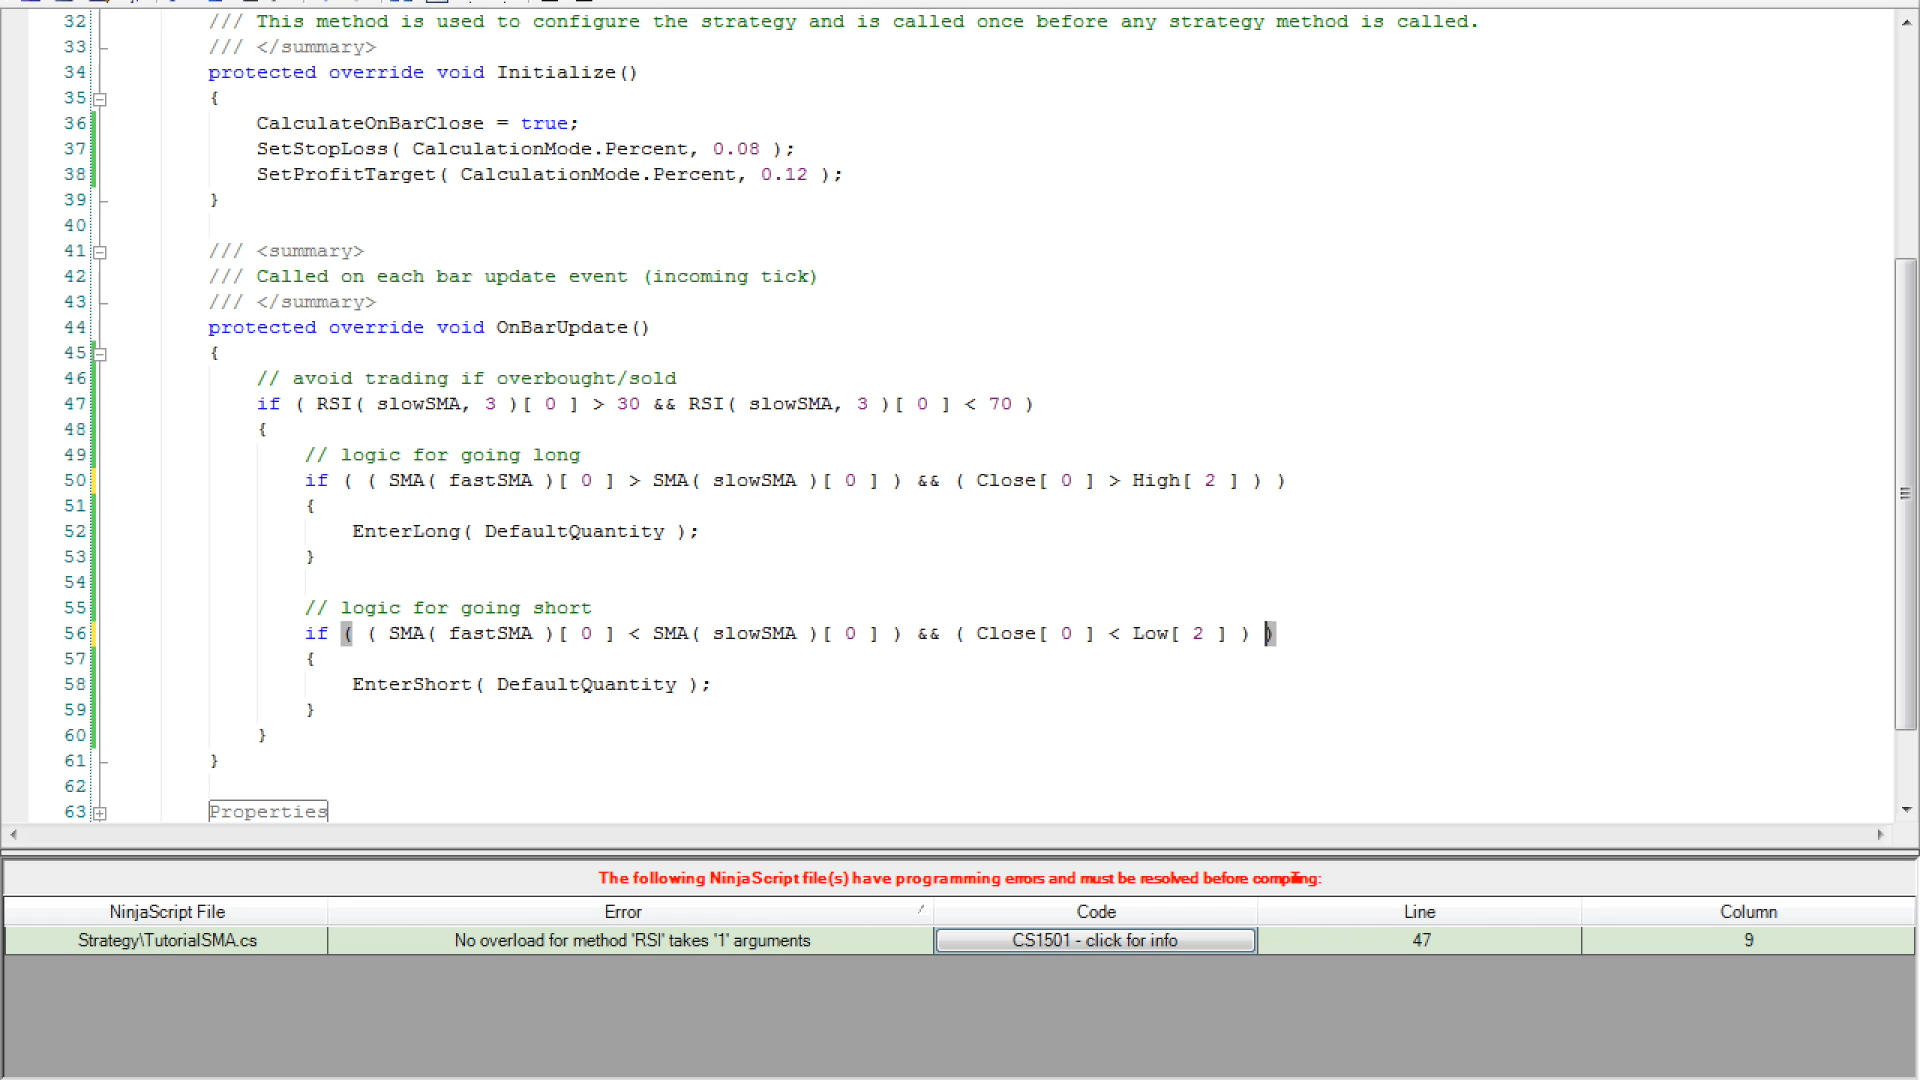 32 /// This method is used to configure the strategy and is called once before any strategy method is called.
33 /// </summary>
34 protected override void Initialize()
35 {
36 CalculateOnBarClose = true;
37 SetStopLoss( CalculationMode.Percent, 0.08 );
38 SetProfitTarget( CalculationMode.Percent, 0.12 );
39 }
40
41 /// <summary>
42 /// Called on each bar update event (incoming tick)
43 /// </summary>
44 protected override void OnBarUpdate()
45 {
46 // avoid trading if overbought/sold
47 if ( RSI( slowSMA, 3 )[ 0 ] > 30 && RSI( slowSMA, 3 )[ 0 ] < 70 )
48 {
49 // logic for going long
50 if ( ( SMA( fastSMA )[ 0 ] > SMA( slowSMA )[ 0 ] ) && ( Close[ 0 ] > High[ 2 ] ) )
51 {
52 EnterLong( DefaultQuantity );
53 }
54
55 // logic for going short
56 if ( ( SMA( fastSMA )[ 0 ] < SMA( slowSMA )[ 0 ] ) && ( Close[ 0 ] < Low[ 2 ] ) )
57 {
58 EnterShort( DefaultQuantity );
59 }
60 }
61 }
62
63 Properties
The following NinjaScript file(s) have programming errors and must be resolved before compiling:
NinjaScript File Error Code Line Column
Strategy\TutorialSMA.cs No overload for method 'RSI' takes '1' arguments CS1501 - click for info 47 9